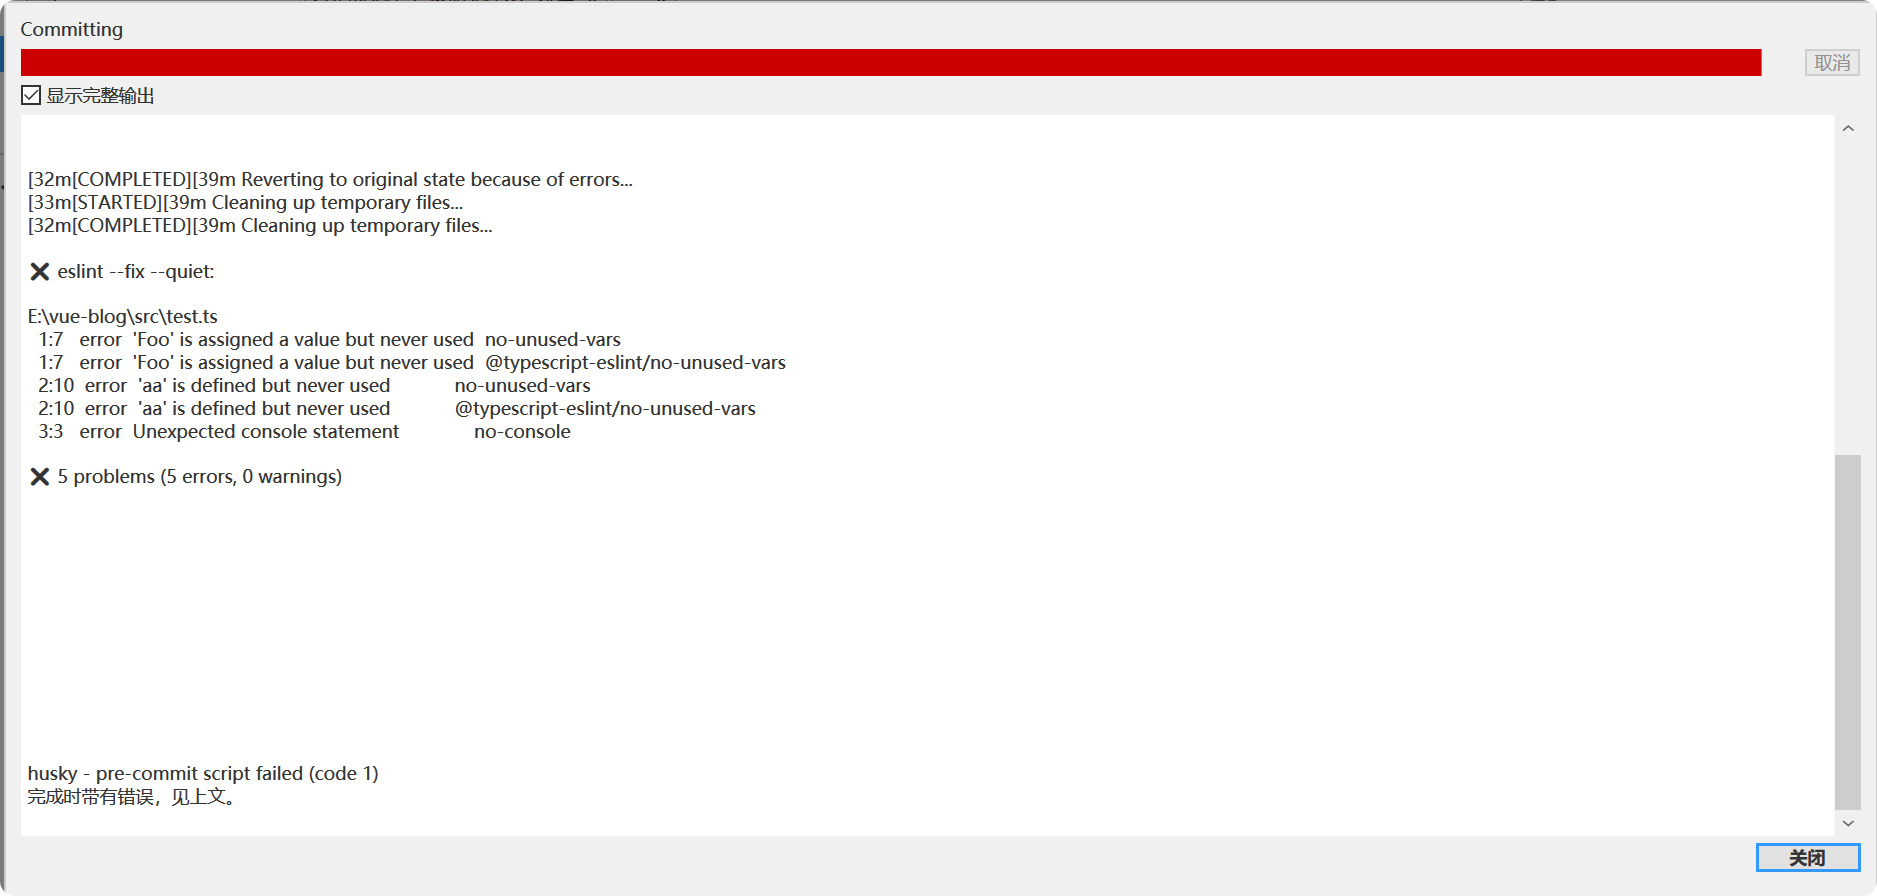 Committing
取消
显示完整输出
[32m[COMPLETED][39m Reverting to original state because of errors...
[33m[STARTED][39m Cleaning up temporary files...
[32m[COMPLETED][39m Cleaning up temporary files...
✖ eslint --fix --quiet:
E:\vue-blog\src\test.ts
1:7 error 'Foo' is assigned a value but never used no-unused-vars
1:7 error 'Foo' is assigned a value but never used @typescript-eslint/no-unused-vars
2:10 error 'aa' is defined but never used no-unused-vars
2:10 error 'aa' is defined but never used @typescript-eslint/no-unused-vars
3:3 error Unexpected console statement no-console
✖ 5 problems (5 errors, 0 warnings)
husky - pre-commit script failed (code 1)
完成时带有错误，见上文。
关闭